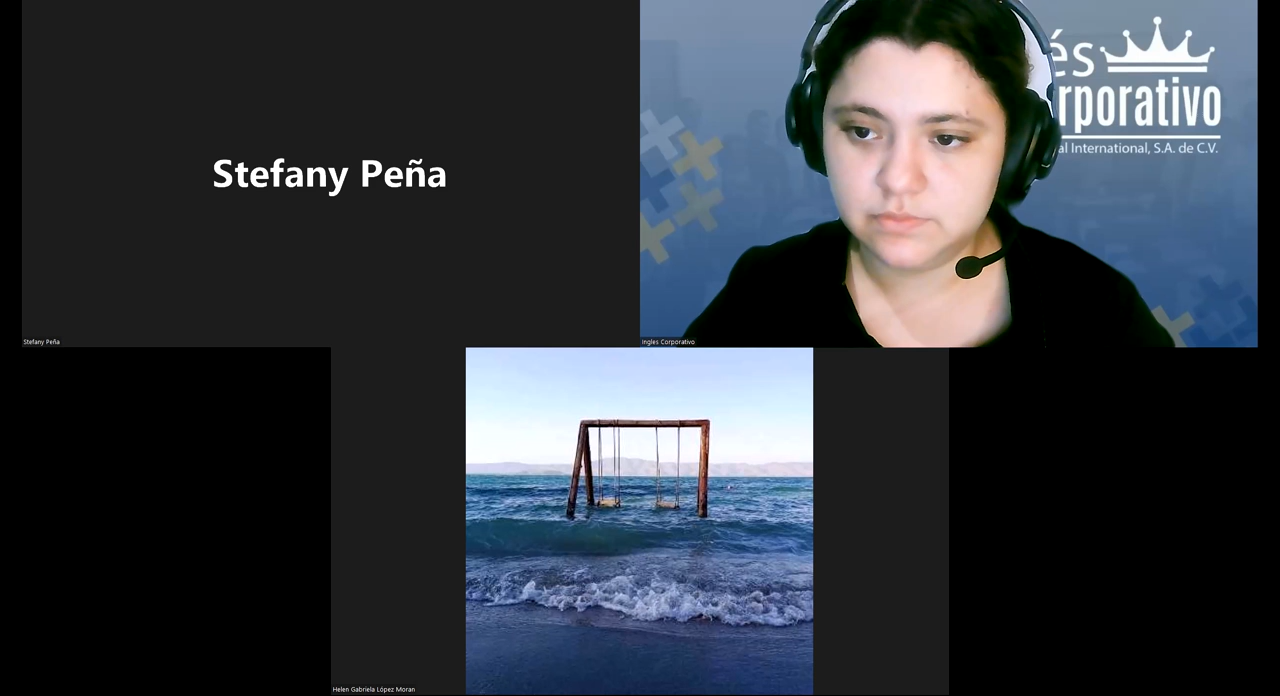 Stefany Peña
és
rporativo
al International, S.A. de C.V.
Stefany Peña
Ingles Corporativo
Helen Gabriela López Moran